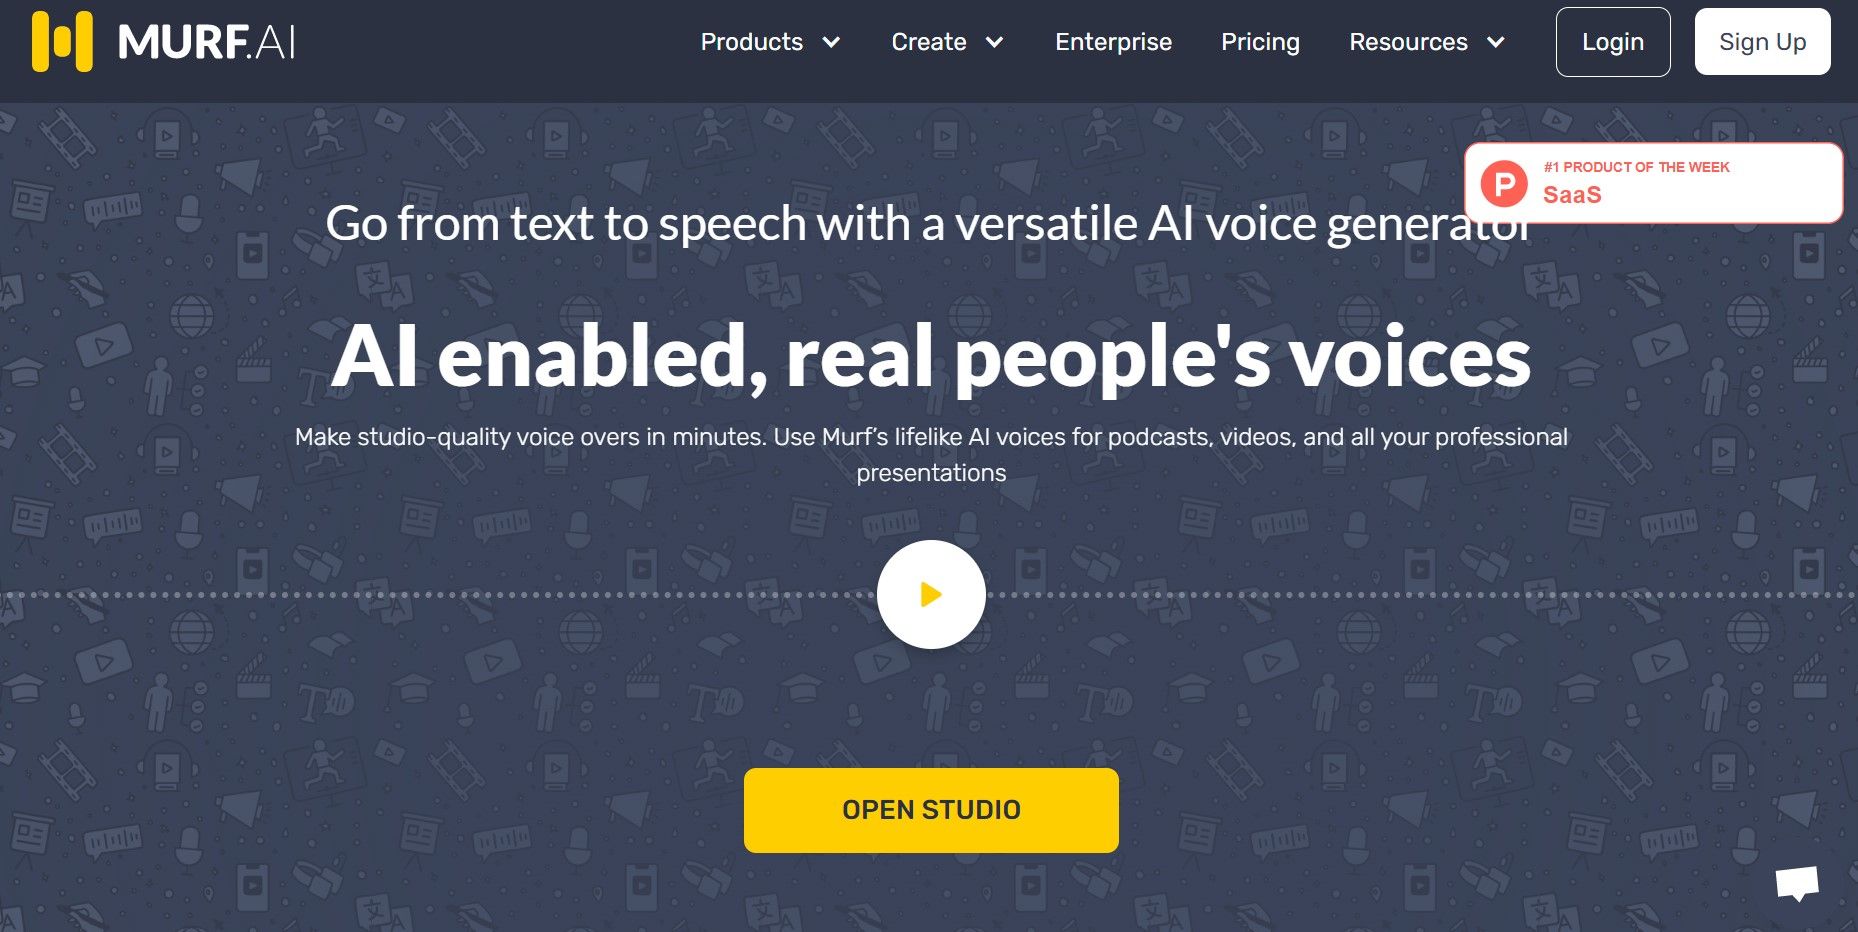 MURF.AI
Products
Create
Enterprise
Pricing
Resources
Login
Sign Up
#1 PRODUCT OF THE WEEK
P
SaaS
Go from text to speech with a versatile AI voice generator
AI enabled, real people's voices
Make studio-quality voice overs in minutes. Use Murf’s lifelike AI voices for podcasts, videos, and all your professional
presentations
OPEN STUDIO